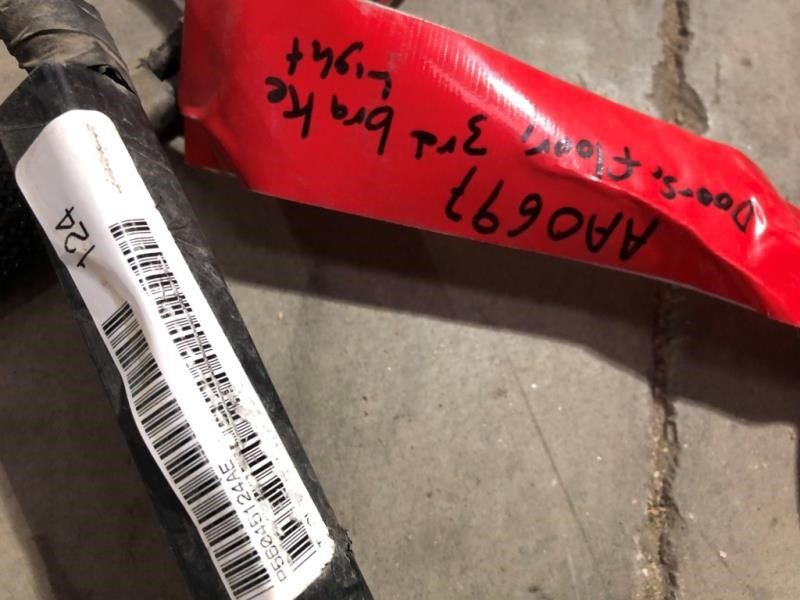 AA0697
Doors, floor, 3rd brake
Light
124
P56045124AE